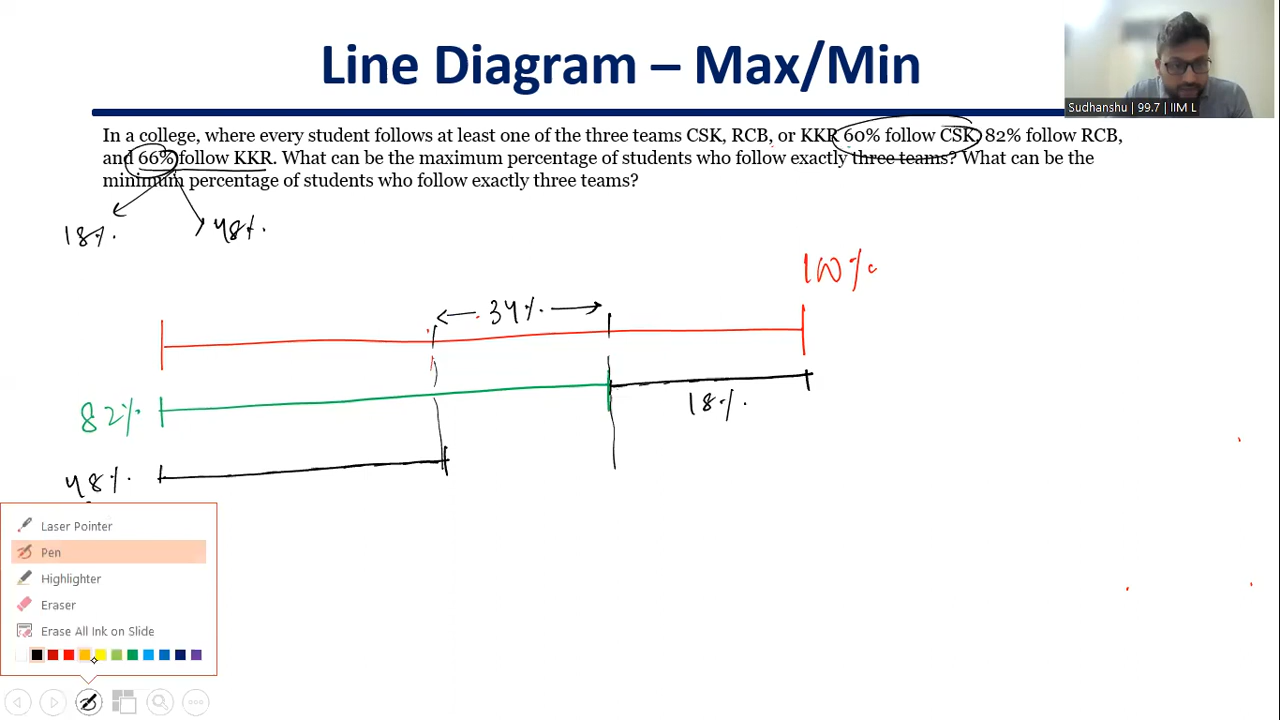 Line Diagram – Max/Min
Sudhanshu | 99.7 | IIM L
In a college, where every student follows at least one of the three teams CSK, RCB, or KKR 60% follow CSK, 82% follow RCB,
and 66% follow KKR. What can be the maximum percentage of students who follow exactly three teams? What can be the
minimum percentage of students who follow exactly three teams?
18%. 48%.
100%
34%.
82%
18%.
48%.
Laser Pointer
Pen
Highlighter
Eraser
Erase All Ink on Slide